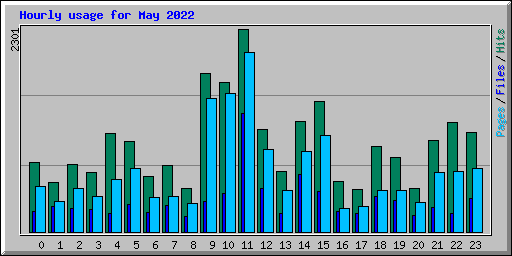 Hourly usage for May 2022
2301
Pages/Files/Hits
0 1 2 3 4 5 6 7 8 9 10 11 12 13 14 15 16 17 18 19 20 21 22 23